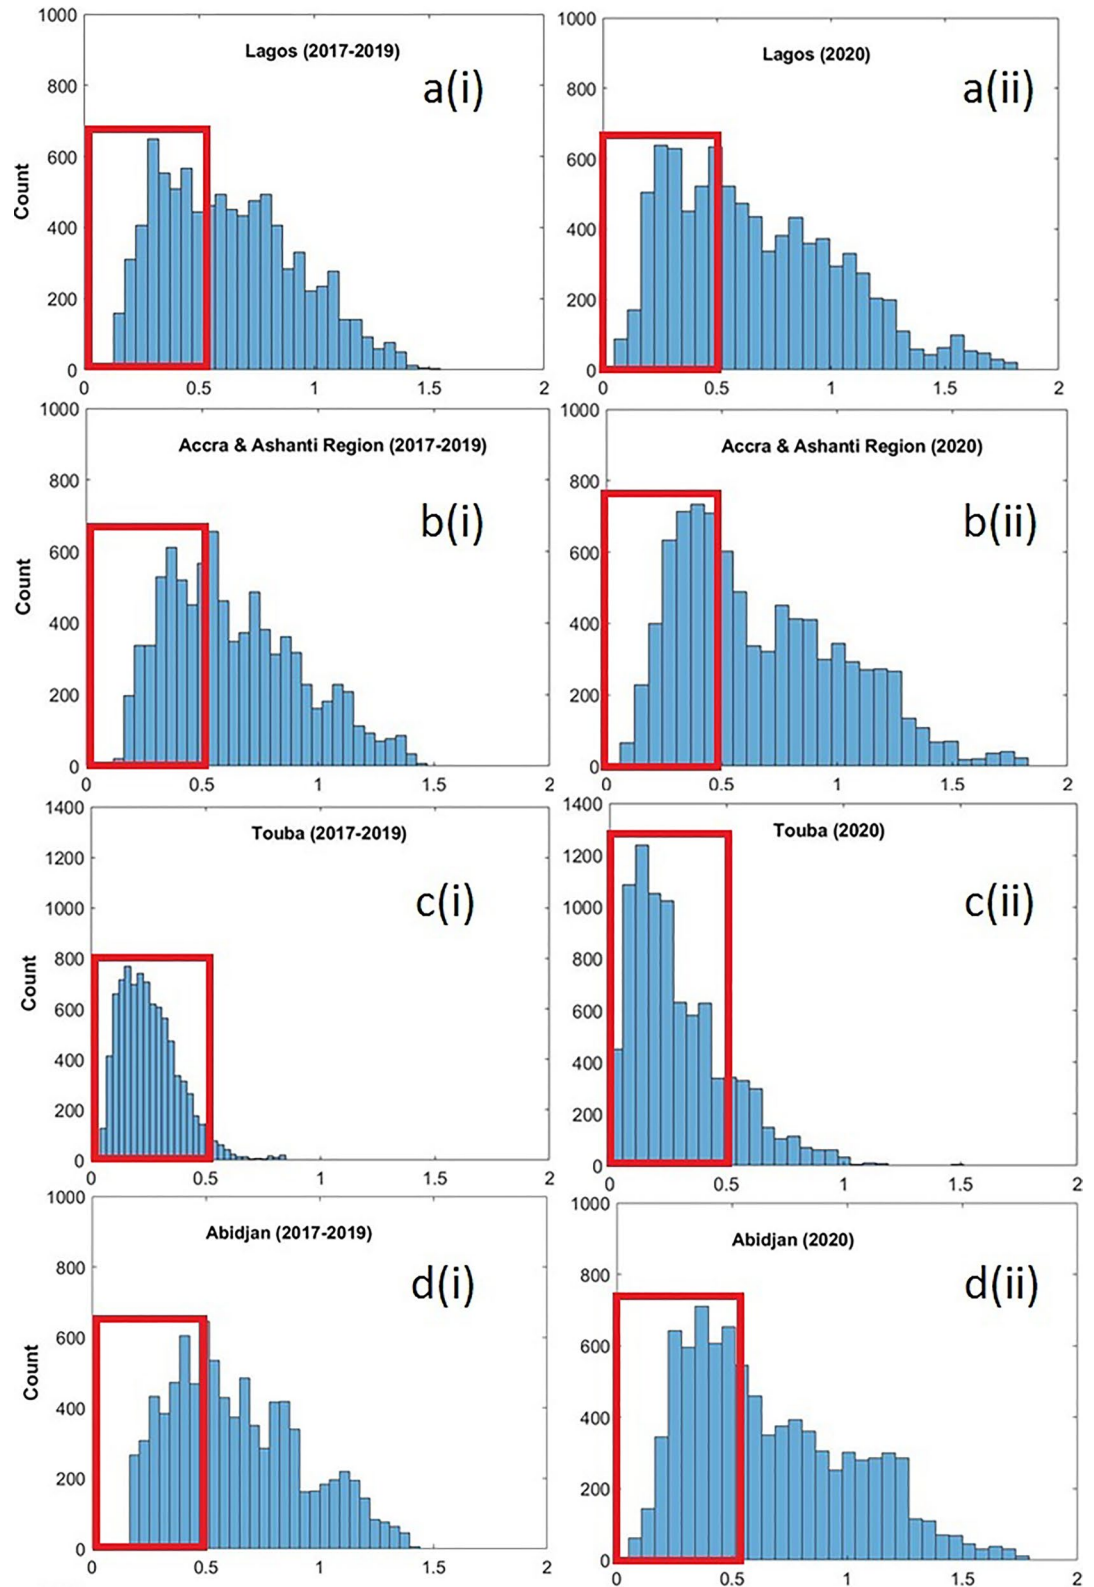 1000
Lagos (2017-2019)
a(i)
800
600
400
200
0
Count
0 0.5 1 1.5 2
1000
Lagos (2020)
a(ii)
800
600
400
200
0
0 0.5 1 1.5 2
1000
Accra & Ashanti Region (2017-2019)
b(i)
800
600
400
200
0
Count
0 0.5 1 1.5 2
1000
Accra & Ashanti Region (2020)
b(ii)
800
600
400
200
0
0 0.5 1 1.5 2
1400
Touba (2017-2019)
c(i)
1200
1000
800
600
400
200
0
Count
0 0.5 1 1.5 2
1400
Touba (2020)
c(ii)
1200
1000
800
600
400
200
0
0 0.5 1 1.5 2
1000
Abidjan (2017-2019)
d(i)
800
600
400
200
0
Count
0 0.5 1 1.5 2
1000
Abidjan (2020)
d(ii)
800
600
400
200
0
0 0.5 1 1.5 2